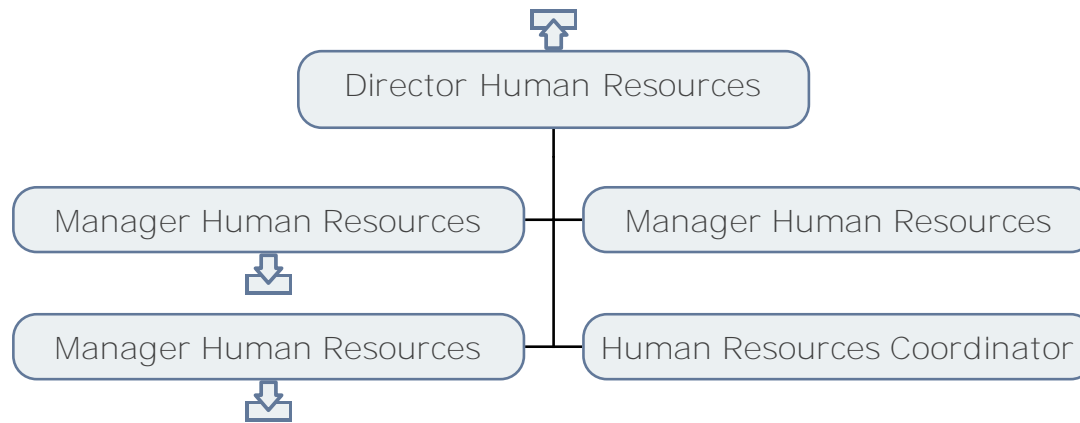 Director Human Resources
Manager Human Resources
Manager Human Resources
Manager Human Resources
Human Resources Coordinator